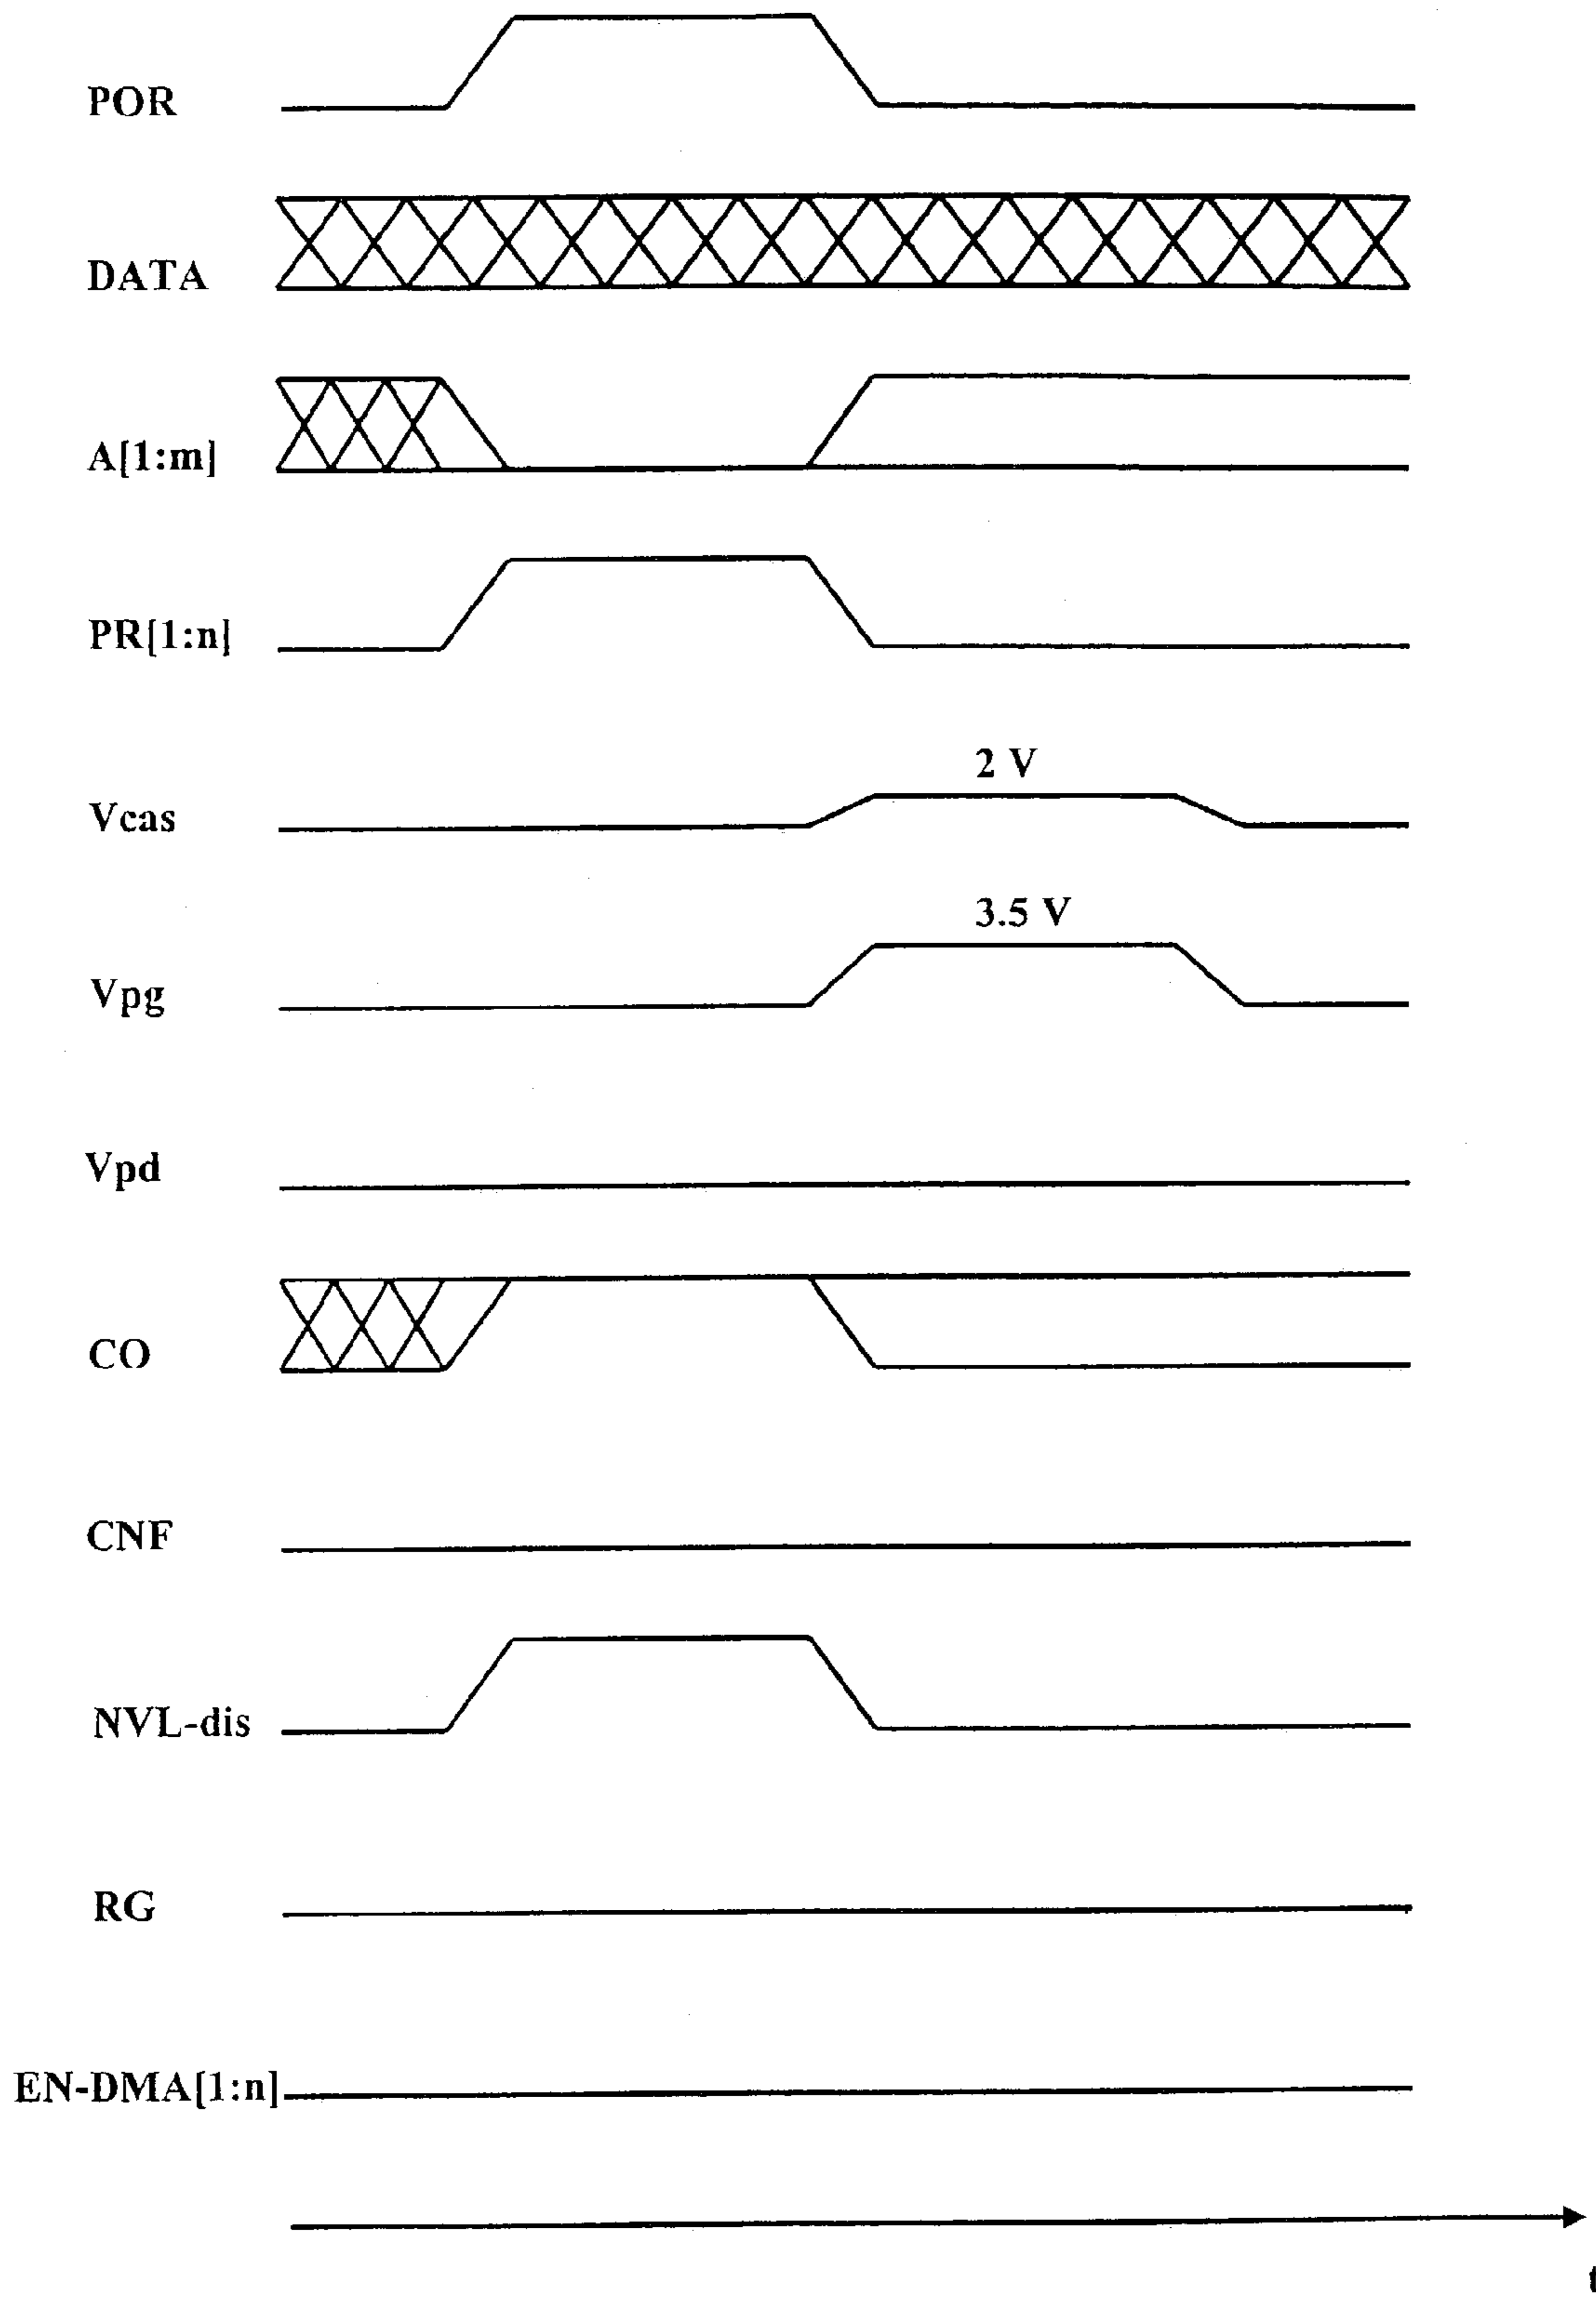 POR
DATA
A[1:m]
PR[1:n]
2 V
Vcas
3.5 V
Vpg
Vpd
CO
CNF
NVL-dis
RG
EN-DMA[1:n]
t